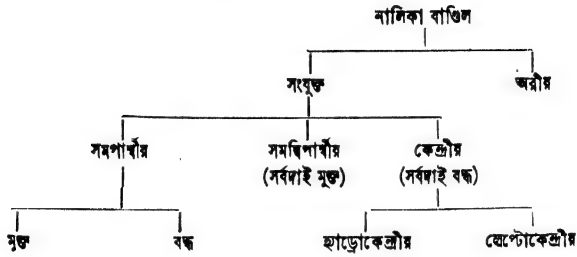 নালিকা বাণ্ডিল
সংযুক্ত অরীয়
সমপার্শ্বীয় সমদ্বিপার্শ্বীয় কেন্দ্রীয়
(সর্বদাই মুক্ত) (সর্বদাই বদ্ধ)
মুক্ত বদ্ধ হ্যাড্রোকেন্দ্রীয় লেপ্টোকেন্দ্রীয়